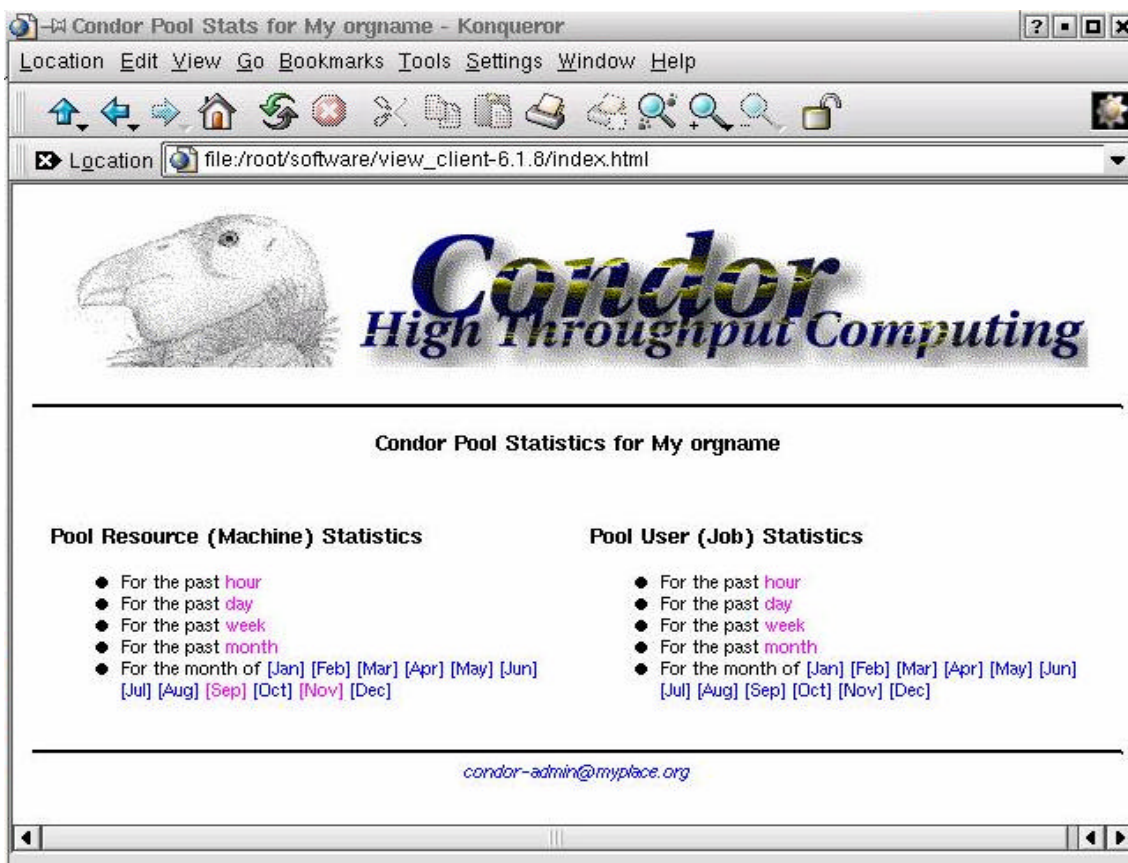 Condor Pool Stats for My orgname - Konqueror
Location Edit View Go Bookmarks Tools Settings Window Help
Location file:/root/software/view_client-6.1.8/index.html
Condor
High Throughput Computing
Condor Pool Statistics for My orgname
Pool Resource (Machine) Statistics
For the past hour
For the past day
For the past week
For the past month
For the month of [Jan] [Feb] [Mar] [Apr] [May] [Jun]
[Jul] [Aug] [Sep] [Oct] [Nov] [Dec]
Pool User (Job) Statistics
For the past hour
For the past day
For the past week
For the past month
For the month of [Jan] [Feb] [Mar] [Apr] [May] [Jun]
[Jul] [Aug] [Sep] [Oct] [Nov] [Dec]
condor-admin@myplace.org